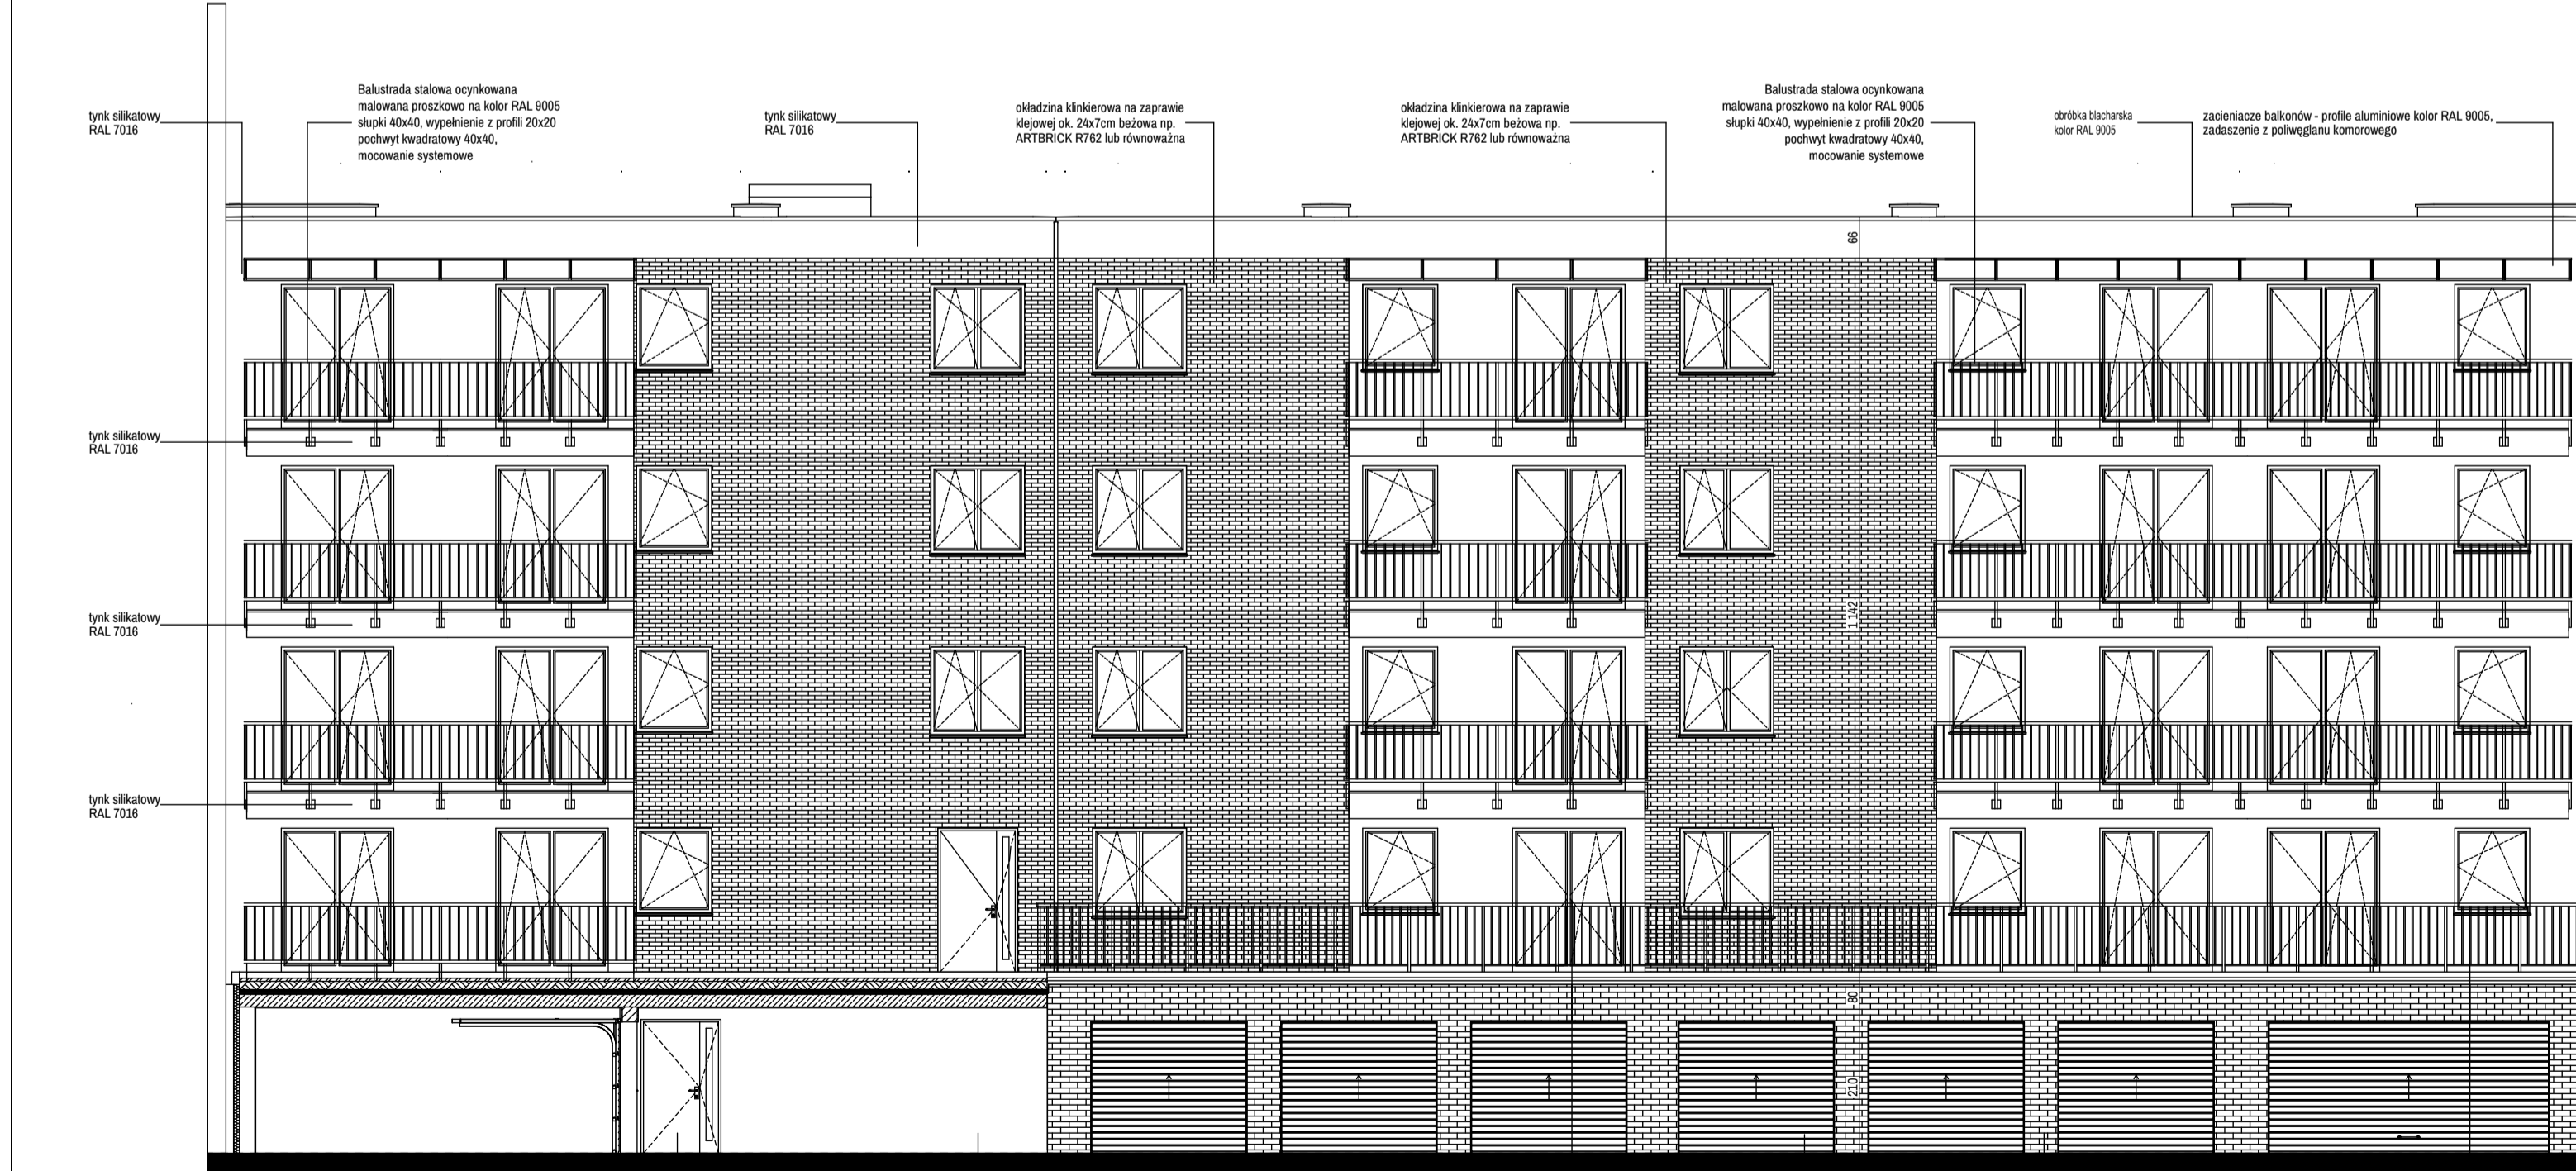 tynk silikatowy
RAL 7016
Balustrada stalowa ocynkowana
malowana proszkowo na kolor RAL 9005
słupki 40x40, wypełnienie z profili 20x20
pochwyt kwadratowy 40x40,
mocowanie systemowe
tynk silikatowy
RAL 7016
okładzina klinkierowa na zaprawie
klejowej ok. 24x7cm beżowa np.
ARTBRICK R762 lub równoważna
okładzina klinkierowa na zaprawie
klejowej ok. 24x7cm beżowa np.
ARTBRICK R762 lub równoważna
Balustrada stalowa ocynkowana
malowana proszkowo na kolor RAL 9005
słupki 40x40, wypełnienie z profili 20x20
pochwyt kwadratowy 40x40,
mocowanie systemowe
obróbka blacharska
kolor RAL 9005
zacieniacze balkonów - profile aluminiowe kolor RAL 9005,
zadaszenie z poliwęglanu komorowego
66
tynk silikatowy
RAL 7016
tynk silikatowy
RAL 7016
1 142
tynk silikatowy
RAL 7016
80
210